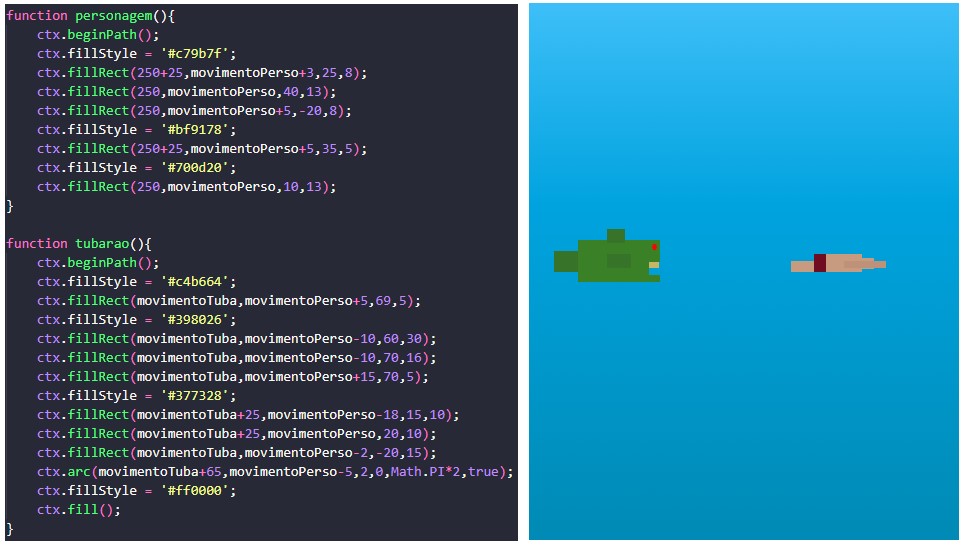 function personagem(){
    ctx.beginPath();
    ctx.fillStyle = '#c79b7f';
    ctx.fillRect(250+25,movimentoPerso+3,25,8);
    ctx.fillRect(250,movimentoPerso,40,13);
    ctx.fillRect(250,movimentoPerso+5,-20,8);
    ctx.fillStyle = '#bf9178';
    ctx.fillRect(250+25,movimentoPerso+5,35,5);
    ctx.fillStyle = '#700d20';
    ctx.fillRect(250,movimentoPerso,10,13);
}

function tubarao(){
    ctx.beginPath();
    ctx.fillStyle = '#c4b664';
    ctx.fillRect(movimentoTuba,movimentoPerso+5,69,5);
    ctx.fillStyle = '#398026';
    ctx.fillRect(movimentoTuba,movimentoPerso-10,60,30);
    ctx.fillRect(movimentoTuba,movimentoPerso-10,70,16);
    ctx.fillRect(movimentoTuba,movimentoPerso+15,70,5);
    ctx.fillStyle = '#377328';
    ctx.fillRect(movimentoTuba+25,movimentoPerso-18,15,10);
    ctx.fillRect(movimentoTuba+25,movimentoPerso,20,10);
    ctx.fillRect(movimentoTuba,movimentoPerso-2,-20,15);
    ctx.arc(movimentoTuba+65,movimentoPerso-5,2,0,Math.PI*2,true);
    ctx.fillStyle = '#ff0000';
    ctx.fill();
}